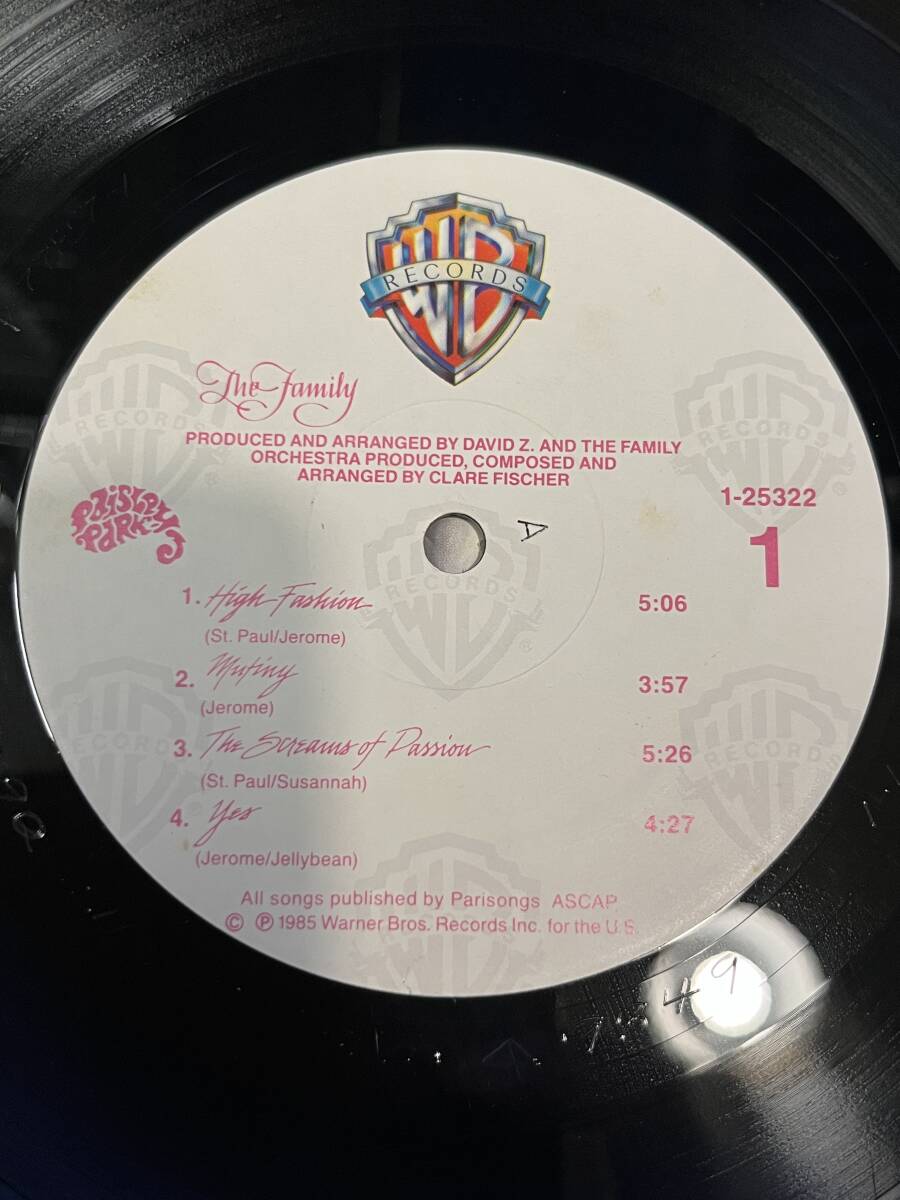 WB
RECORDS
The Family
PRODUCED AND ARRANGED BY DAVID Z. AND THE FAMILY
ORCHESTRA PRODUCED, COMPOSED AND
ARRANGED BY CLARE FISCHER
PAISLEY
PARK
1-25322
1
A
1. High Fashion 5:06
(St. Paul/Jerome)
2. Mutiny 3:57
(Jerome)
3. The Screams of Passion 5:26
(St. Paul/Susannah)
4. Yes 4:27
(Jerome/Jellybean)
All songs published by Parisongs ASCAP
© ℗ 1985 Warner Bros. Records Inc. for the U.S.